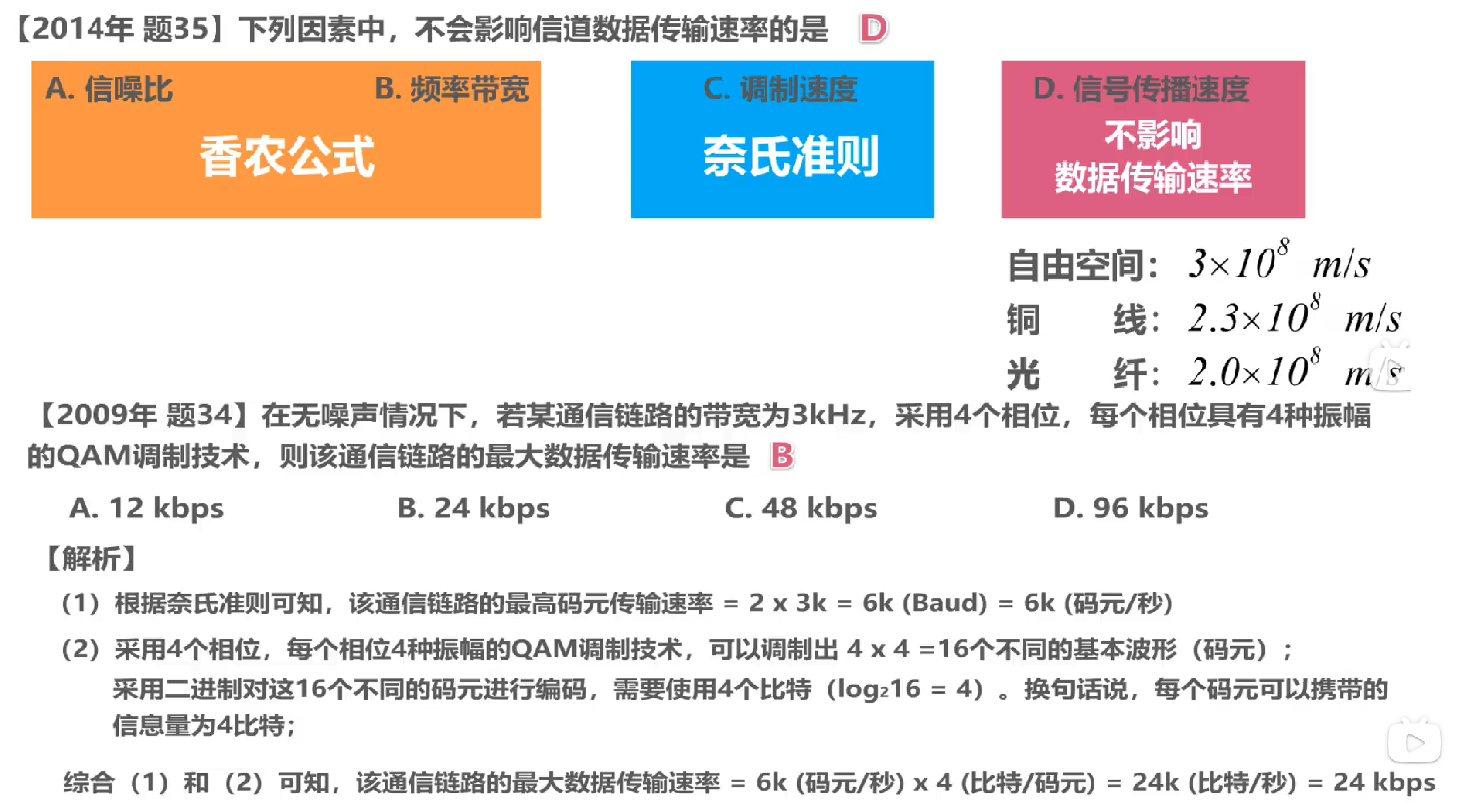 【2014年 题35】下列因素中，不会影响信道数据传输速率的是 D
A. 信噪比 B. 频率带宽 C. 调制速度 D. 信号传播速度
香农公式 奈氏准则 不影响
数据传输速率
自由空间： 3×10⁸ m/s
铜 线： 2.3×10⁸ m/s
光 纤： 2.0×10⁸ m/s
【2009年 题34】在无噪声情况下，若某通信链路的带宽为3kHz，采用4个相位，每个相位具有4种振幅
的QAM调制技术，则该通信链路的最大数据传输速率是 B
A. 12 kbps B. 24 kbps C. 48 kbps D. 96 kbps
【解析】
（1）根据奈氏准则可知，该通信链路的最高码元传输速率 = 2 x 3k = 6k (Baud) = 6k (码元/秒)
（2）采用4个相位，每个相位4种振幅的QAM调制技术，可以调制出 4 x 4 =16个不同的基本波形（码元）；
采用二进制对这16个不同的码元进行编码，需要使用4个比特（log₂16 = 4）。换句话说，每个码元可以携带的
信息量为4比特；
综合（1）和（2）可知，该通信链路的最大数据传输速率 = 6k (码元/秒) x 4 (比特/码元) = 24k (比特/秒) = 24 kbps